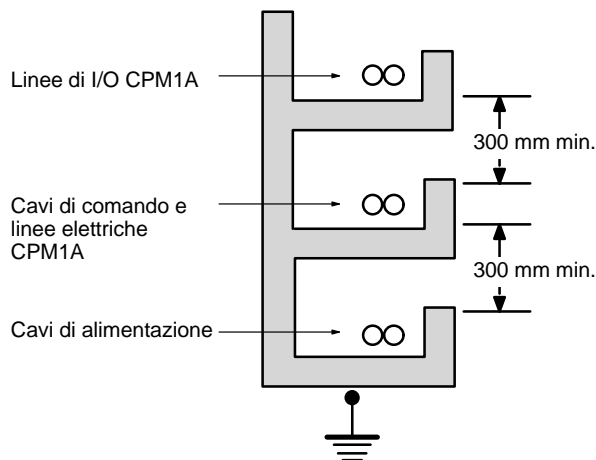 Linee di I/O CPM1A
300 mm min.
Cavi di comando e
linee elettriche
CPM1A
300 mm min.
Cavi di alimentazione